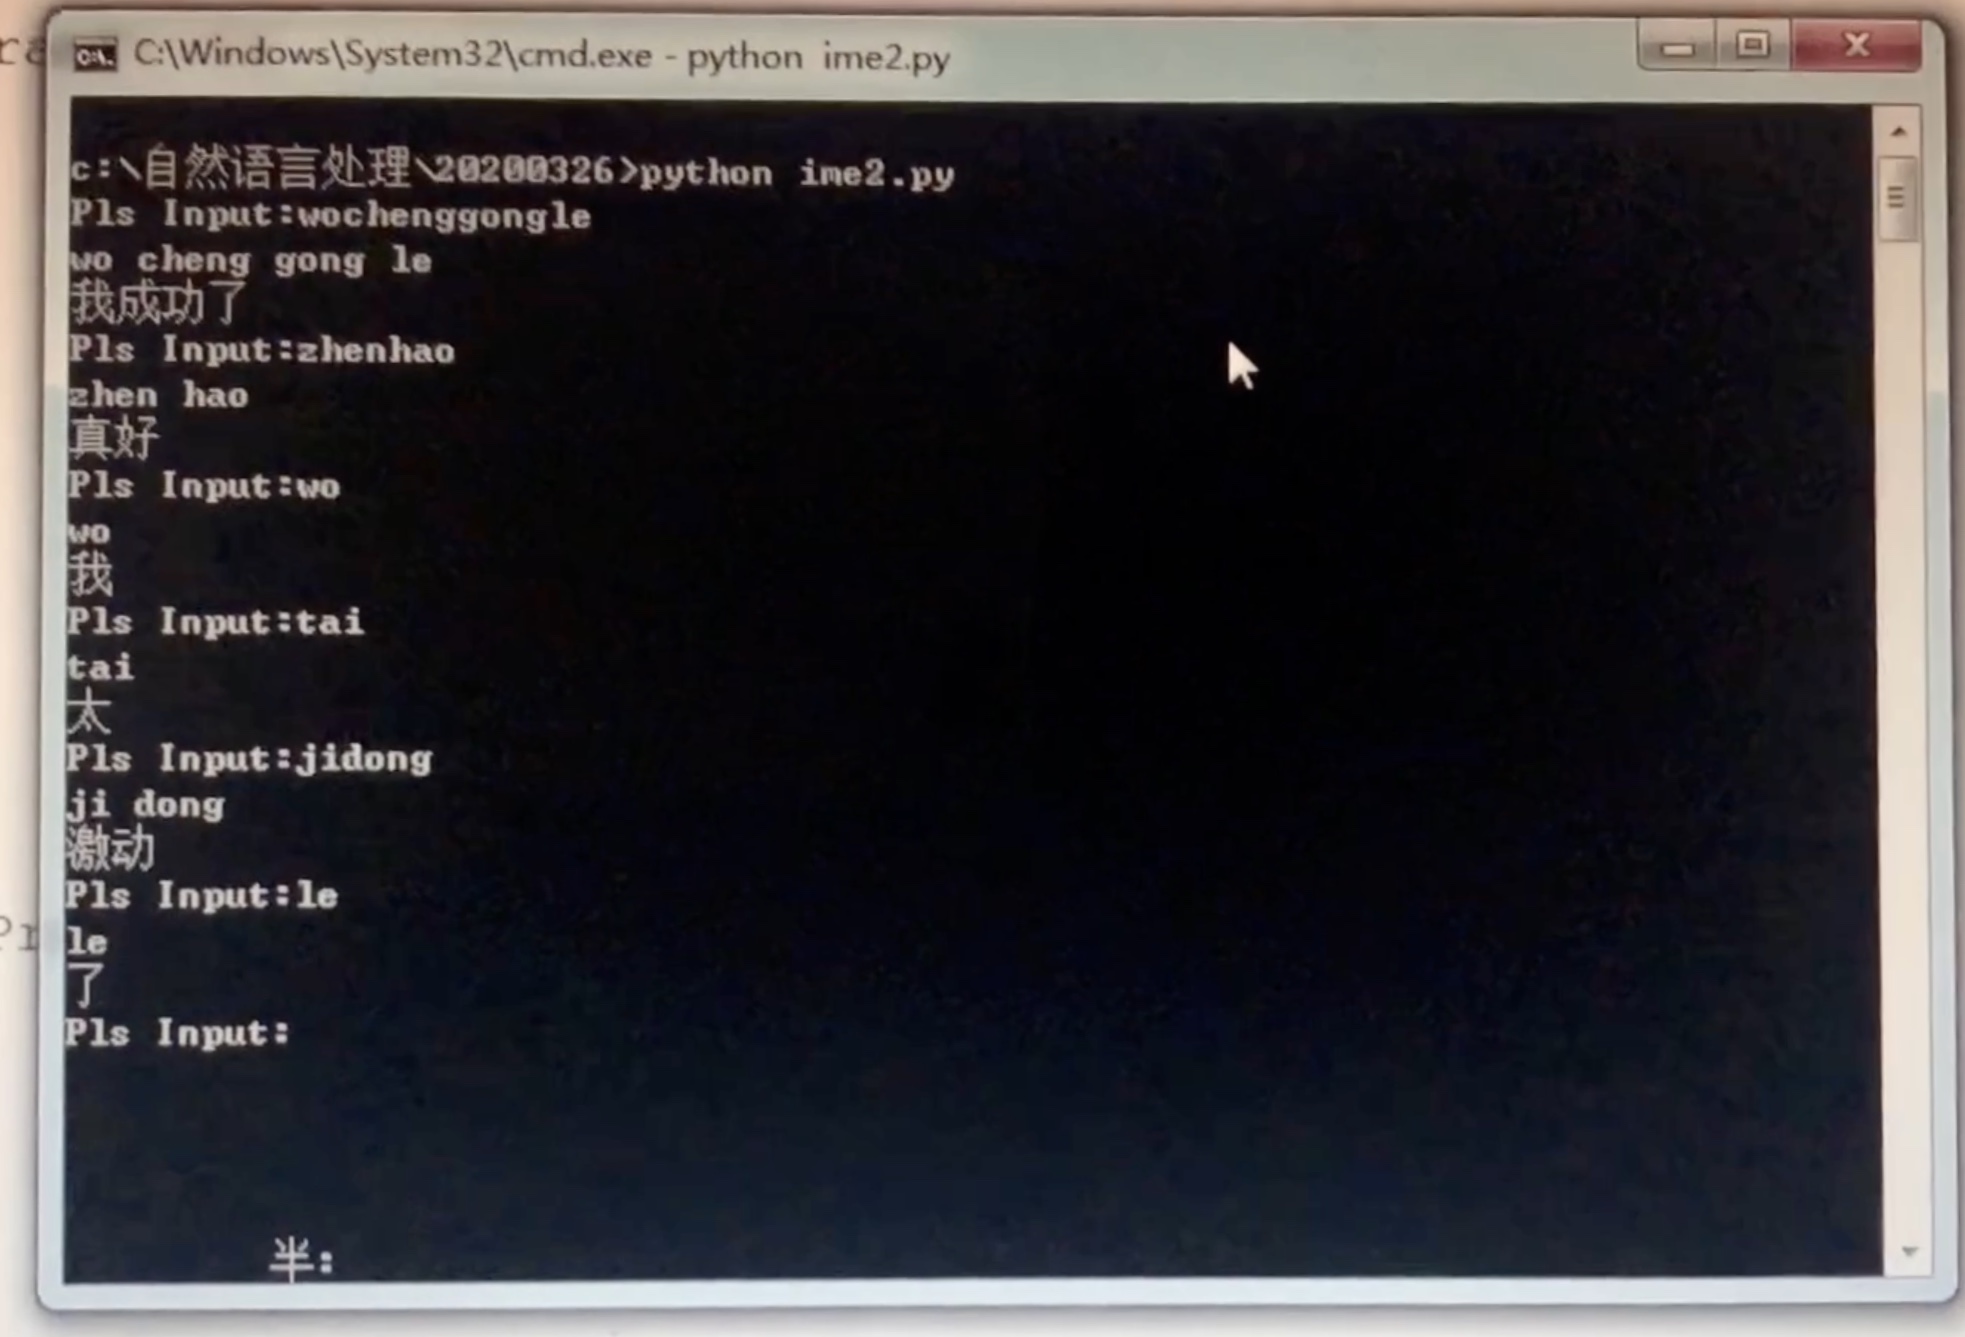 C:\Windows\System32\cmd.exe - python ime2.py
c:\自然语言处理\20200326>python ime2.py
Pls Input:wochenggongle
wo cheng gong le
我成功了
Pls Input:zhenhao
zhen hao
真好
Pls Input:wo
wo
我
Pls Input:tai
tai
太
Pls Input:jidong
ji dong
激动
Pls Input:le
le
了
Pls Input:
半: